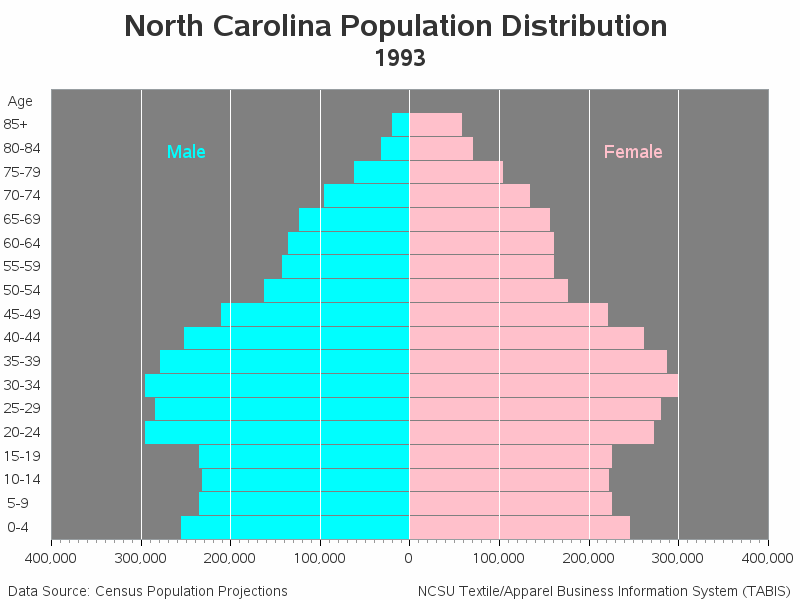 North Carolina Population Distribution
1993
Age
85+
80-84
Male
Female
75-79
70-74
65-69
60-64
55-59
50-54
45-49
40-44
35-39
30-34
25-29
20-24
15-19
10-14
5-9
0-4
400,000 300,000 200,000 100,000 0 100,000 200,000 300,000 400,000
Data Source: Census Population Projections
NCSU Textile/Apparel Business Information System (TABIS)